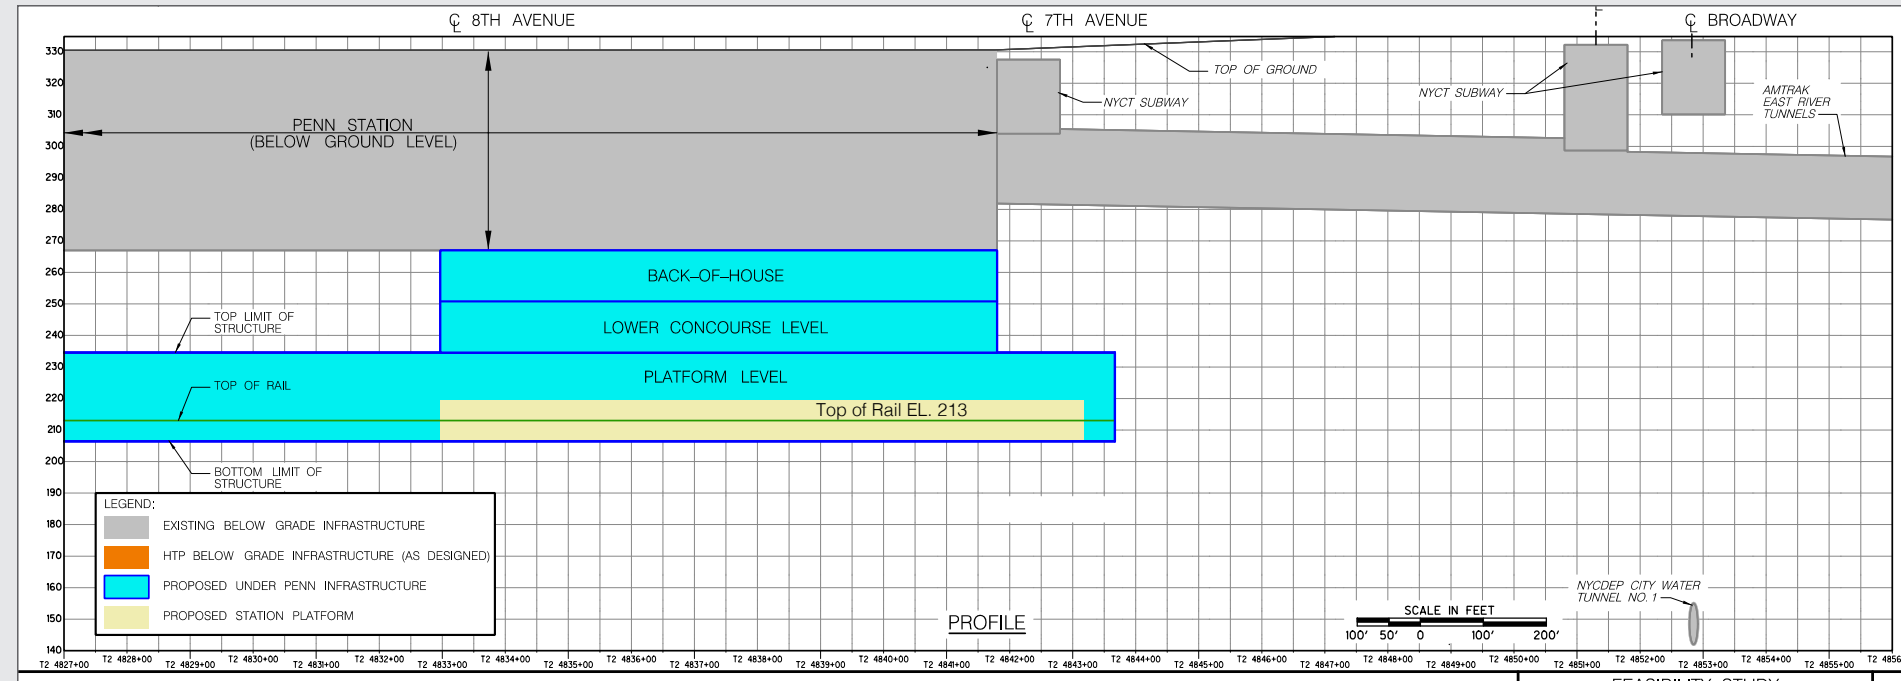 ℄ 8TH AVENUE
℄ 7TH AVENUE
℄ BROADWAY
330
320
310
300
290
280
270
260
250
240
230
220
210
200
190
180
170
160
150
140
TOP OF GROUND
NYCT SUBWAY
NYCT SUBWAY
AMTRAK
EAST RIVER
TUNNELS
PENN STATION
(BELOW GROUND LEVEL)
BACK-OF-HOUSE
LOWER CONCOURSE LEVEL
TOP LIMIT OF
STRUCTURE
PLATFORM LEVEL
TOP OF RAIL
Top of Rail EL. 213
BOTTOM LIMIT OF
STRUCTURE
LEGEND:
EXISTING BELOW GRADE INFRASTRUCTURE
HTP BELOW GRADE INFRASTRUCTURE (AS DESIGNED)
PROPOSED UNDER PENN INFRASTRUCTURE
PROPOSED STATION PLATFORM
PROFILE
SCALE IN FEET
100' 50' 0 100' 200'
NYCDEP CITY WATER
TUNNEL NO. 1
T2 4827+00 T2 4828+00 T2 4829+00 T2 4830+00 T2 4831+00 T2 4832+00 T2 4833+00 T2 4834+00 T2 4835+00 T2 4836+00 T2 4837+00 T2 4838+00 T2 4839+00 T2 4840+00 T2 4841+00 T2 4842+00 T2 4843+00 T2 4844+00 T2 4845+00 T2 4846+00 T2 4847+00 T2 4848+00 T2 4849+00 T2 4850+00 T2 4851+00 T2 4852+00 T2 4853+00 T2 4854+00 T2 4855+00 T2 4856
FEASIBILITY STUDY